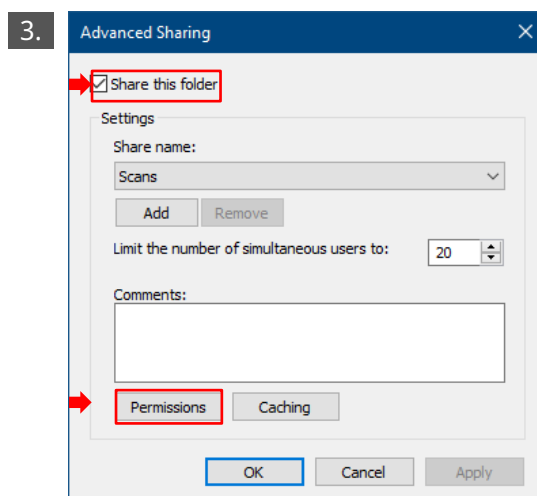 3.
Advanced Sharing
Share this folder
Settings
Share name:
Scans
Add Remove
Limit the number of simultaneous users to: 20
Comments:
Permissions Caching
OK Cancel Apply